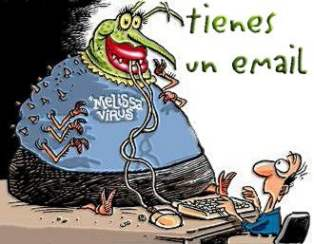 tienes
un email
"Melissa"
Virus